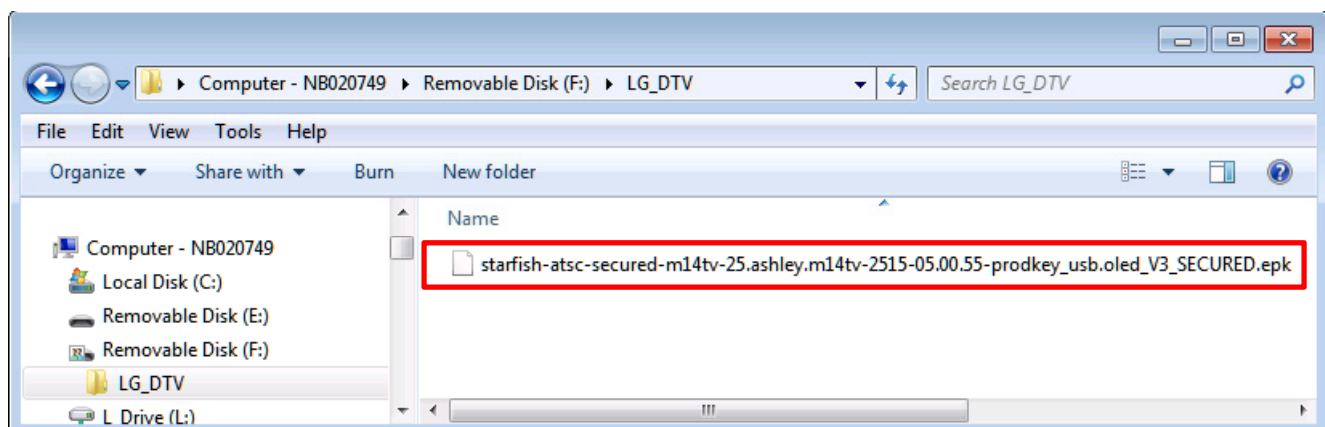 Computer - NB020749 Removable Disk (F:) LG_DTV Search LG_DTV
File Edit View Tools Help
Organize Share with Burn New folder
Name
Computer - NB020749
starfish-atsc-secured-m14tv-25.ashley.m14tv-2515-05.00.55-prodkey_usb.oled_V3_SECURED.epk
Local Disk (C:)
Removable Disk (E:)
Removable Disk (F:)
LG_DTV
L Drive (L:)